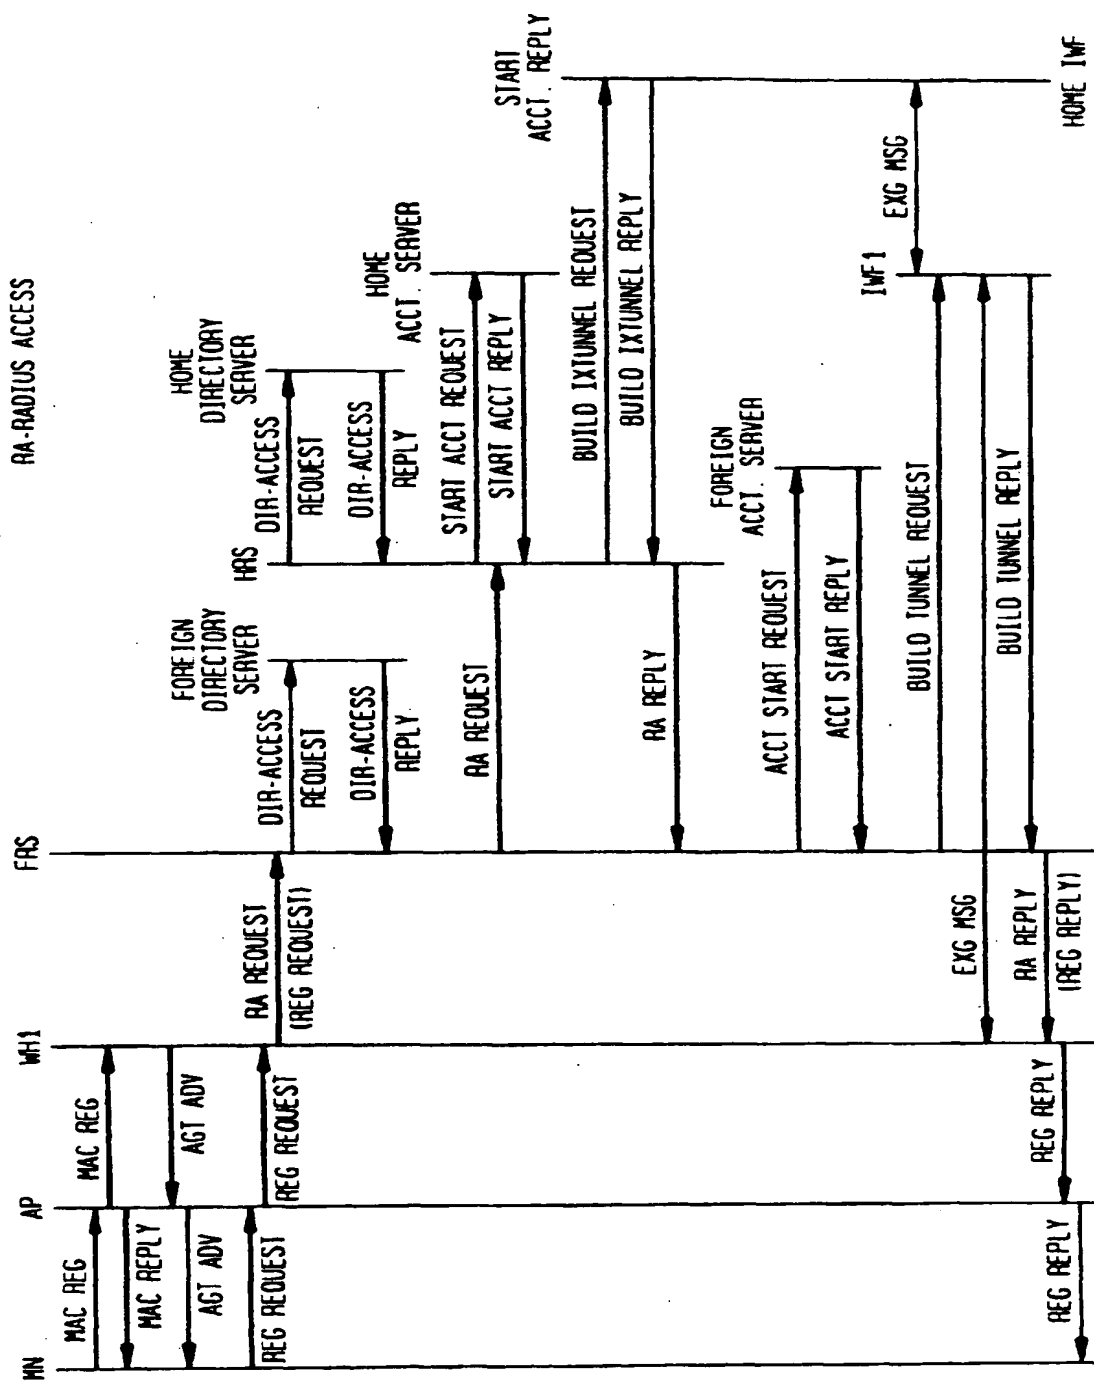 MN
AP
WH1
FRS
RA-RADIUS ACCESS
MAC REG
MAC REG
MAC REPLY
AGT ADV
AGT ADV
REG REQUEST
REG REQUEST
RA REQUEST
(REG REQUEST)
FOREIGN
DIRECTORY
SERVER
HRS
HOME
DIRECTORY
SERVER
DIR-ACCESS
REQUEST
DIR-ACCESS
REPLY
DIR-ACCESS
REQUEST
DIR-ACCESS
REPLY
HOME
ACCT. SERVER
RA REQUEST
START ACCT REQUEST
START ACCT REPLY
START
ACCT. REPLY
BUILD IXTUNNEL REQUEST
BUILD IXTUNNEL REPLY
RA REPLY
FOREIGN
ACCT. SERVER
ACCT START REQUEST
ACCT START REPLY
IWF1
EXG MSG
BUILD TUNNEL REQUEST
EXG MSG
BUILD TUNNEL REPLY
RA REPLY
(REG REPLY)
REG REPLY
REG REPLY
HOME IWF